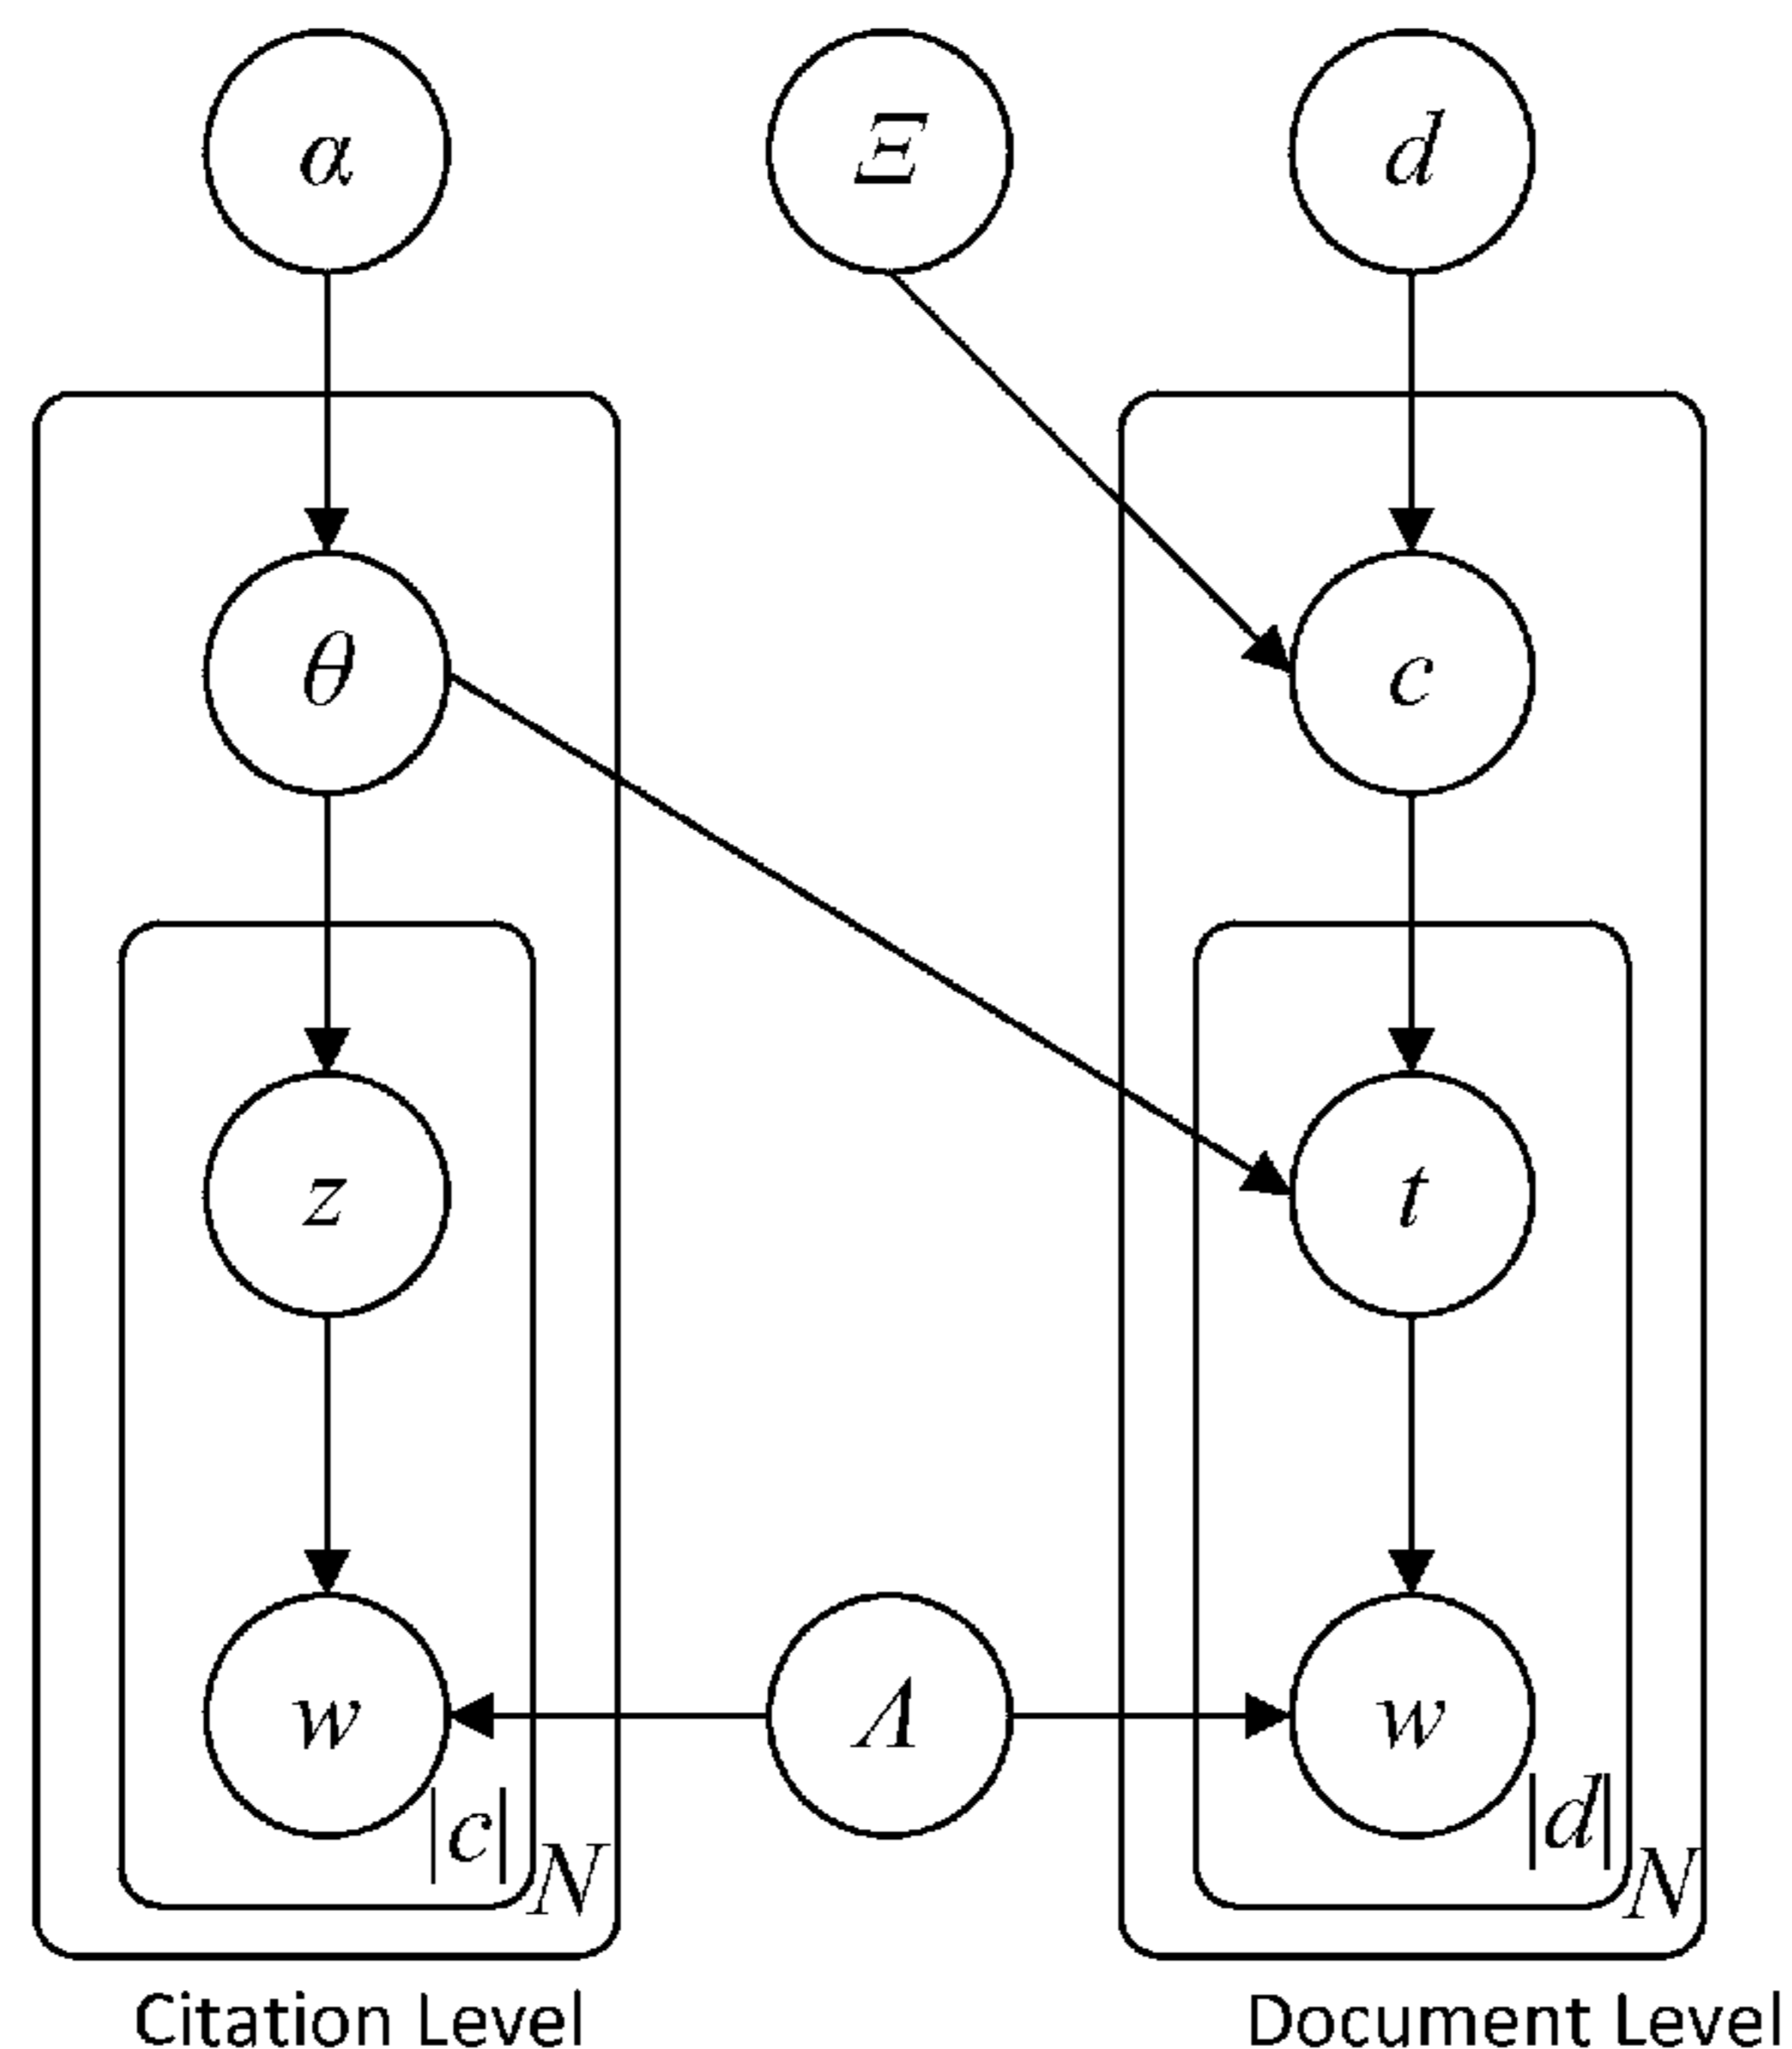 α Ξ d
θ c
z t
w Λ w
|c| |d|
N N
Citation Level Document Level